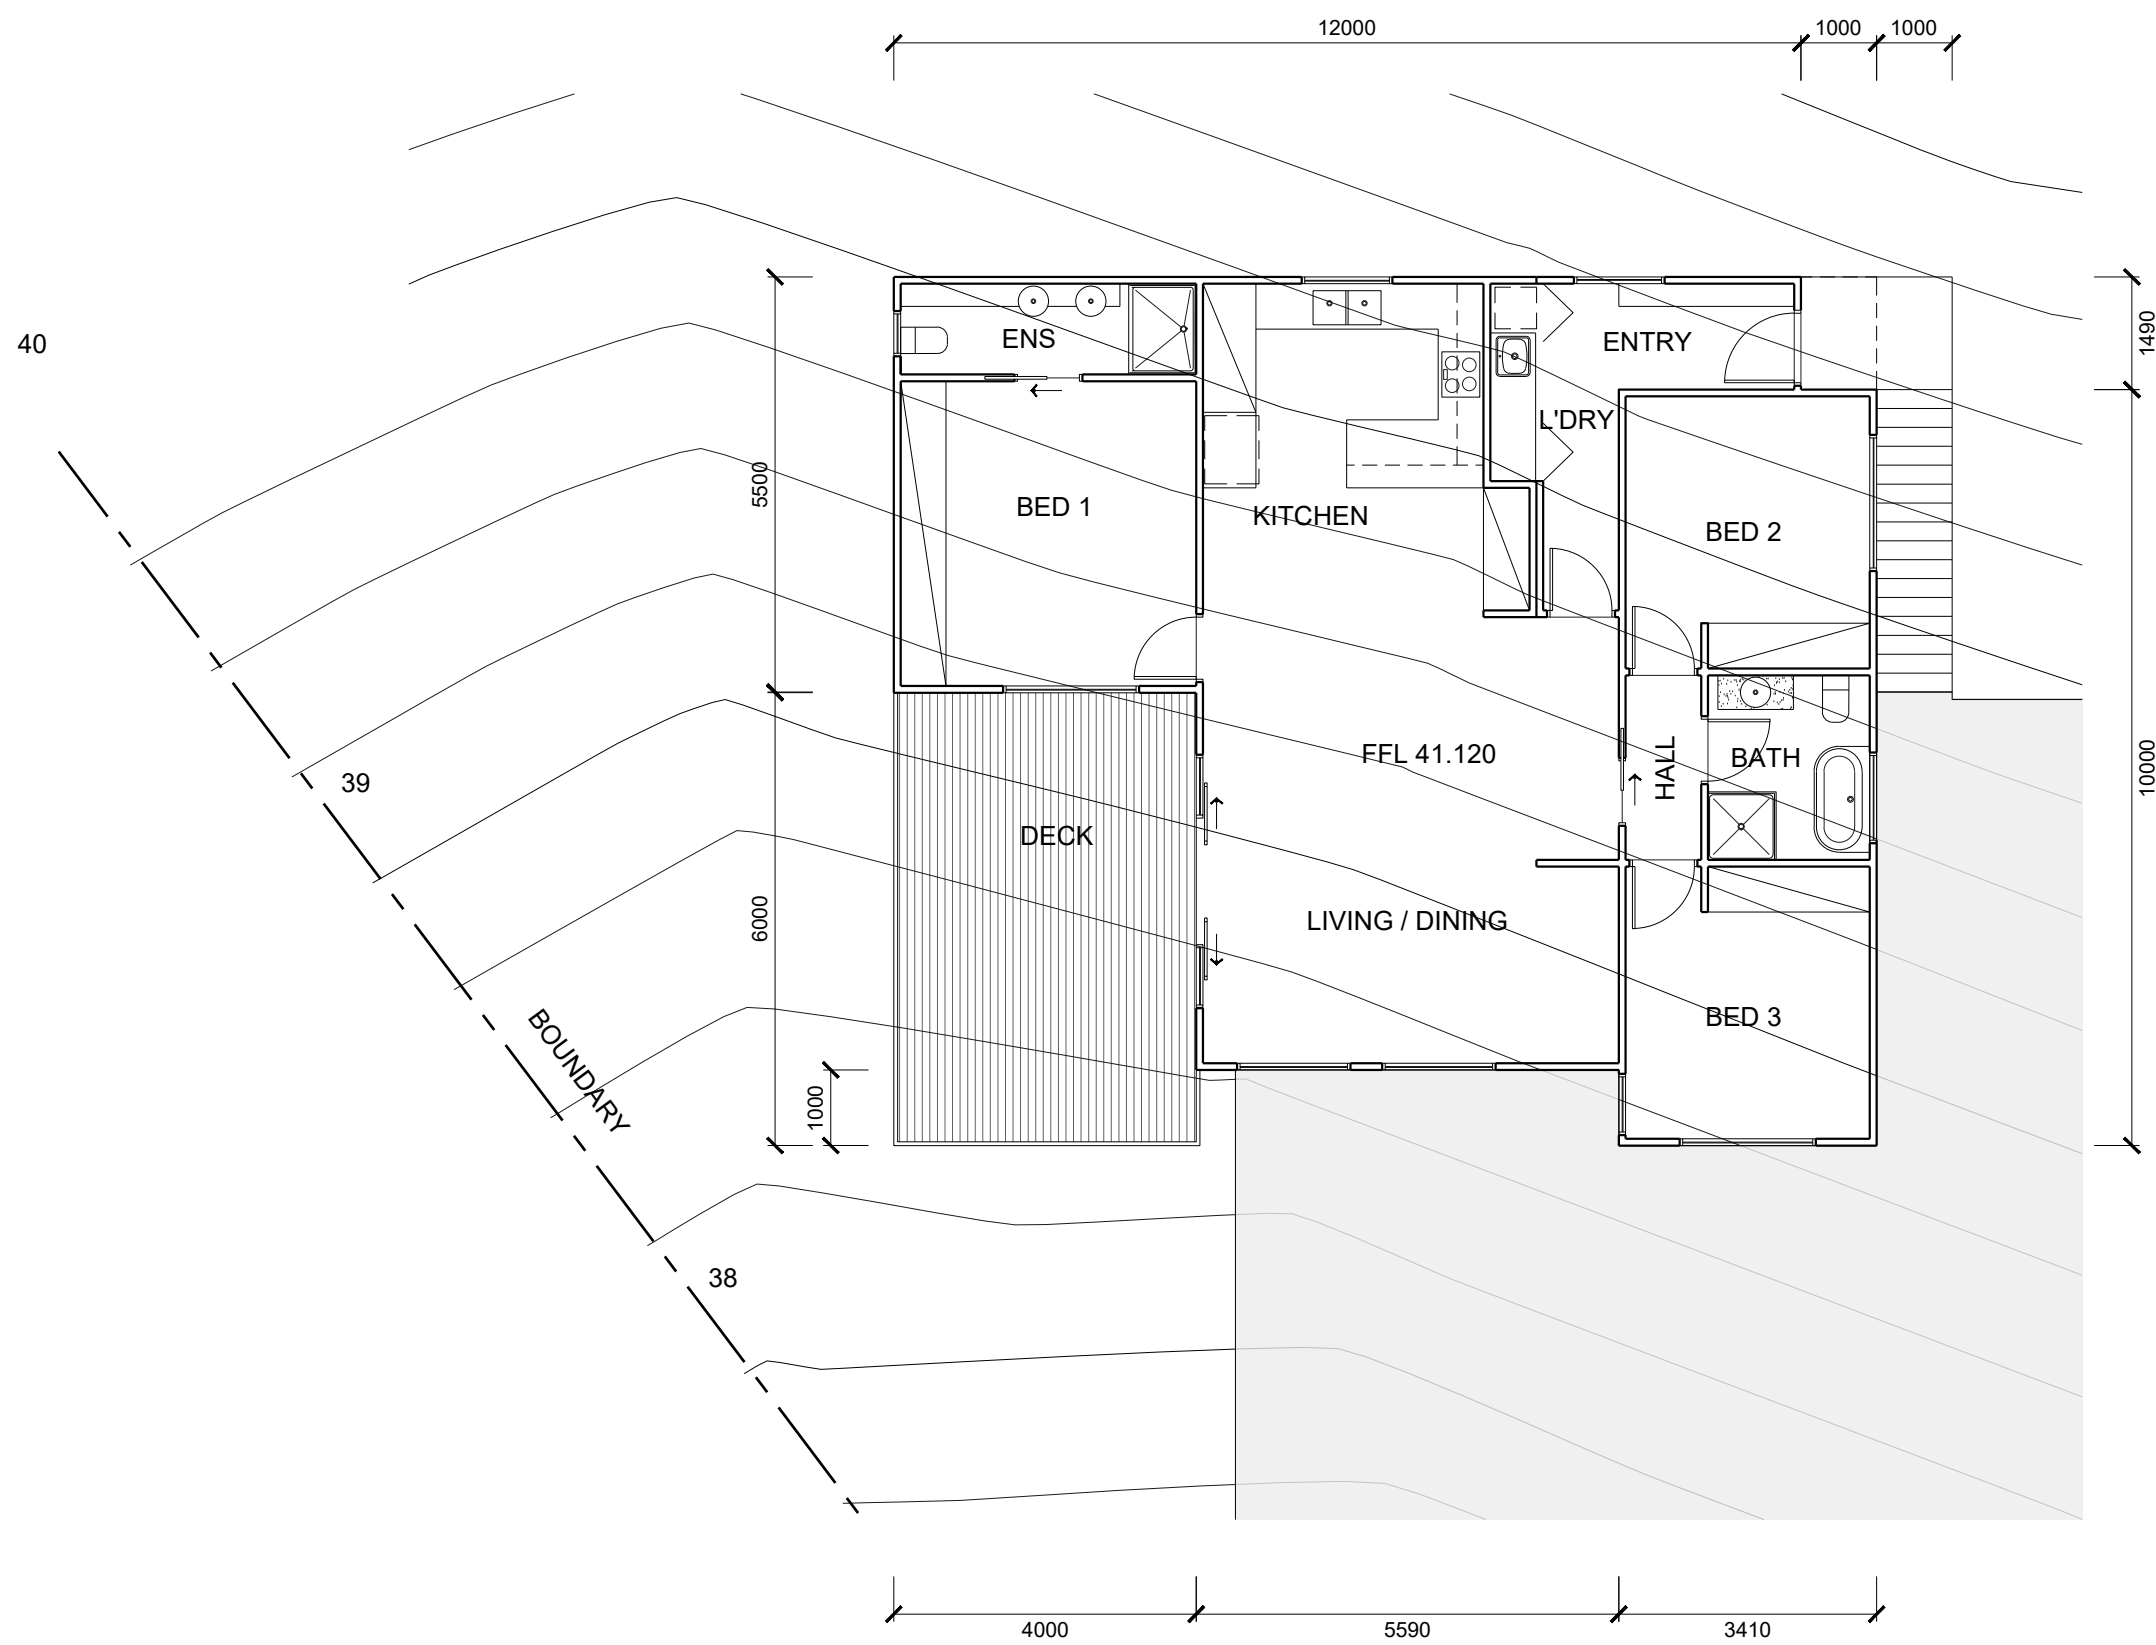 12000
1000
1000
40
ENS
ENTRY
1490
L'DRY
5500
BED 1
KITCHEN
BED 2
39
FFL 41.120
HALL
BATH
10000
DECK
6000
LIVING / DINING
BED 3
BOUNDARY
1000
38
4000
5590
3410